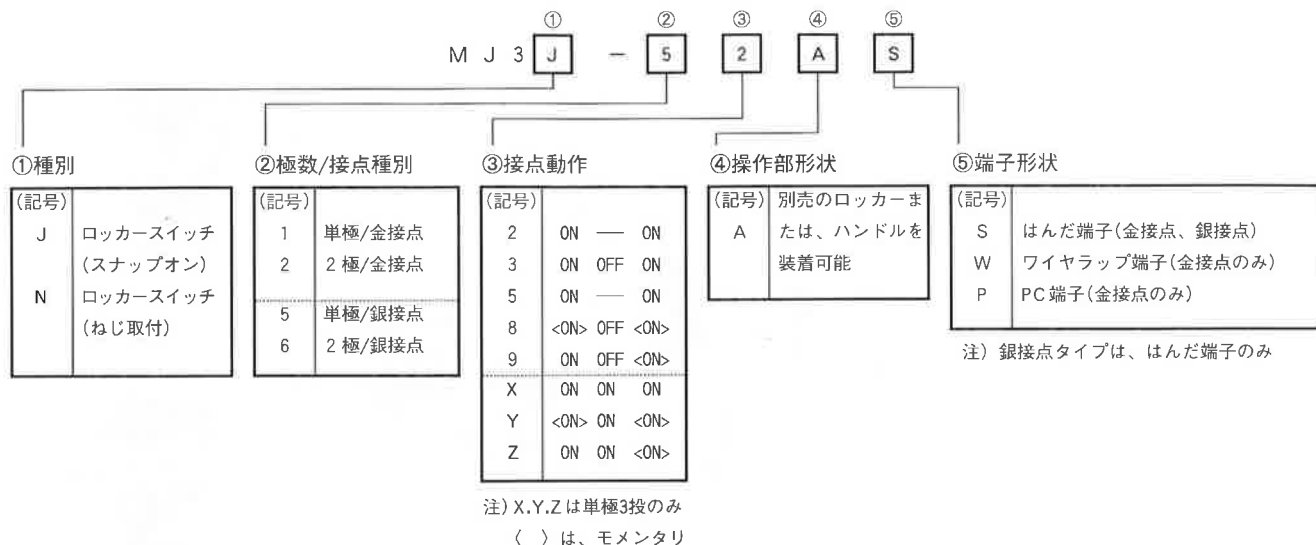 ① ② ③ ④ ⑤
MJ3 J － 5 2 A S
①種別
(記号)
J ロッカースイッチ
(スナップオン)
N ロッカースイッチ
(ねじ取付)
②極数/接点種別
(記号)
1 単極/金接点
2 2極/金接点
5 単極/銀接点
6 2極/銀接点
③接点動作
(記号)
2 ON — ON
3 ON OFF ON
5 ON — ON
8 <ON> OFF <ON>
9 ON OFF <ON>
X ON ON ON
Y <ON> ON <ON>
Z ON ON <ON>
注) X.Y.Zは単極3投のみ
〈 〉は、モメンタリ
④操作部形状
(記号) 別売のロッカーま
A たは、ハンドルを
装着可能
⑤端子形状
(記号)
S はんだ端子(金接点、銀接点)
W ワイヤラップ端子(金接点のみ)
P PC端子(金接点のみ)
注) 銀接点タイプは、はんだ端子のみ